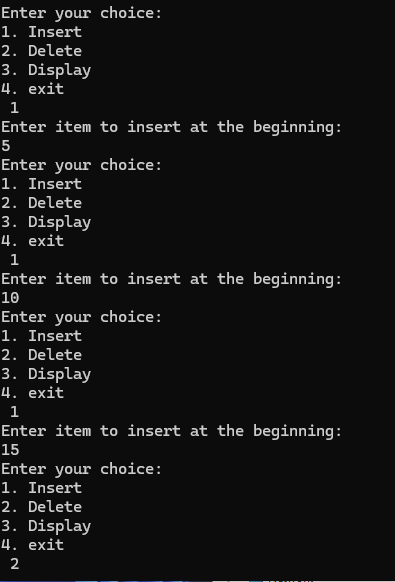 Enter your choice:
1. Insert
2. Delete
3. Display
4. exit
1
Enter item to insert at the beginning:
5
Enter your choice:
1. Insert
2. Delete
3. Display
4. exit
1
Enter item to insert at the beginning:
10
Enter your choice:
1. Insert
2. Delete
3. Display
4. exit
1
Enter item to insert at the beginning:
15
Enter your choice:
1. Insert
2. Delete
3. Display
4. exit
2